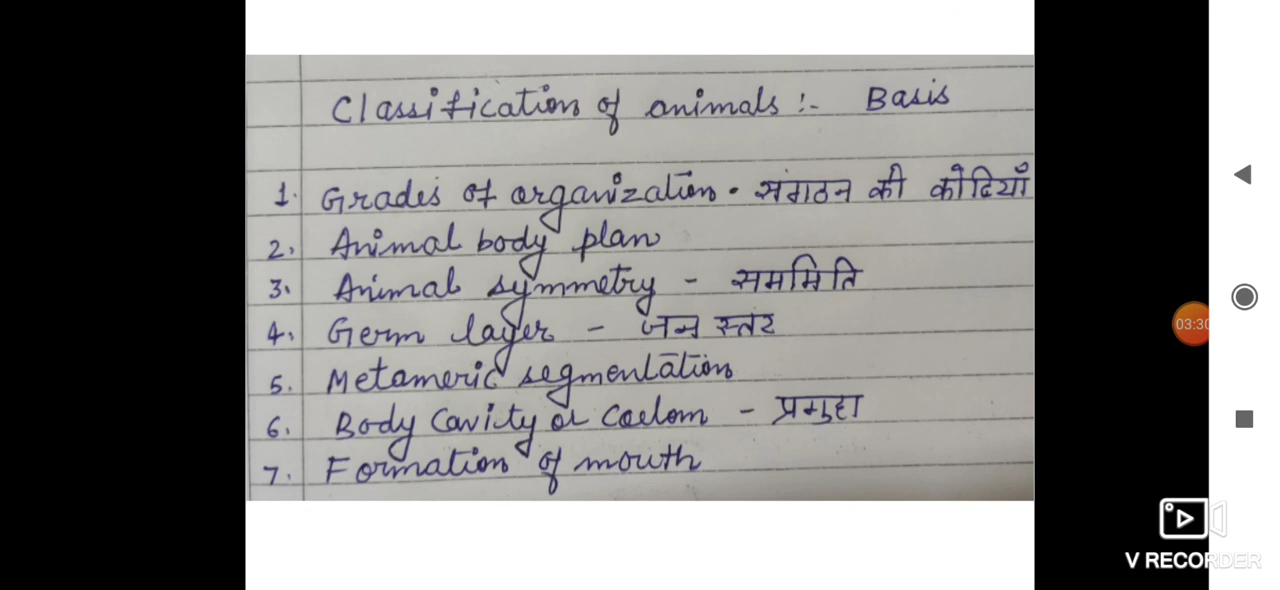 Classification of animals :- Basis
1. Grades of organization - संगठन की कोटियाँ
2. Animal body plan
3. Animal symmetry - सममिति
4. Germ layer - जनन स्तर
5. Metameric segmentation
6. Body Cavity or Coelom - प्रगुहा
7. Formation of mouth
03:30
V RECORDER